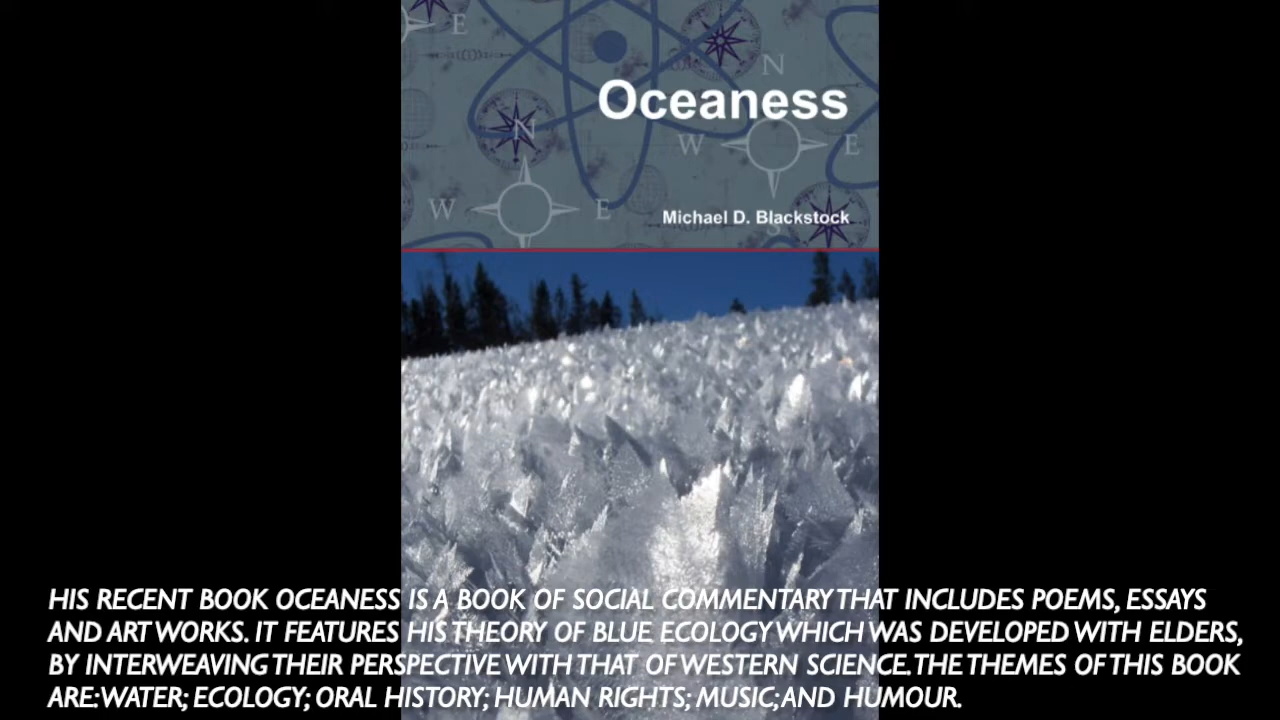 E
N
Oceaness
N
W
E
W
E
Michael D. Blackstock
S
HIS RECENT BOOK OCEANESS IS A BOOK OF SOCIAL COMMENTARY THAT INCLUDES POEMS, ESSAYS
AND ART WORKS. IT FEATURES HIS THEORY OF BLUE ECOLOGY WHICH WAS DEVELOPED WITH ELDERS,
BY INTERWEAVING THEIR PERSPECTIVE WITH THAT OF WESTERN SCIENCE. THE THEMES OF THIS BOOK
ARE: WATER; ECOLOGY; ORAL HISTORY; HUMAN RIGHTS; MUSIC; AND HUMOUR.